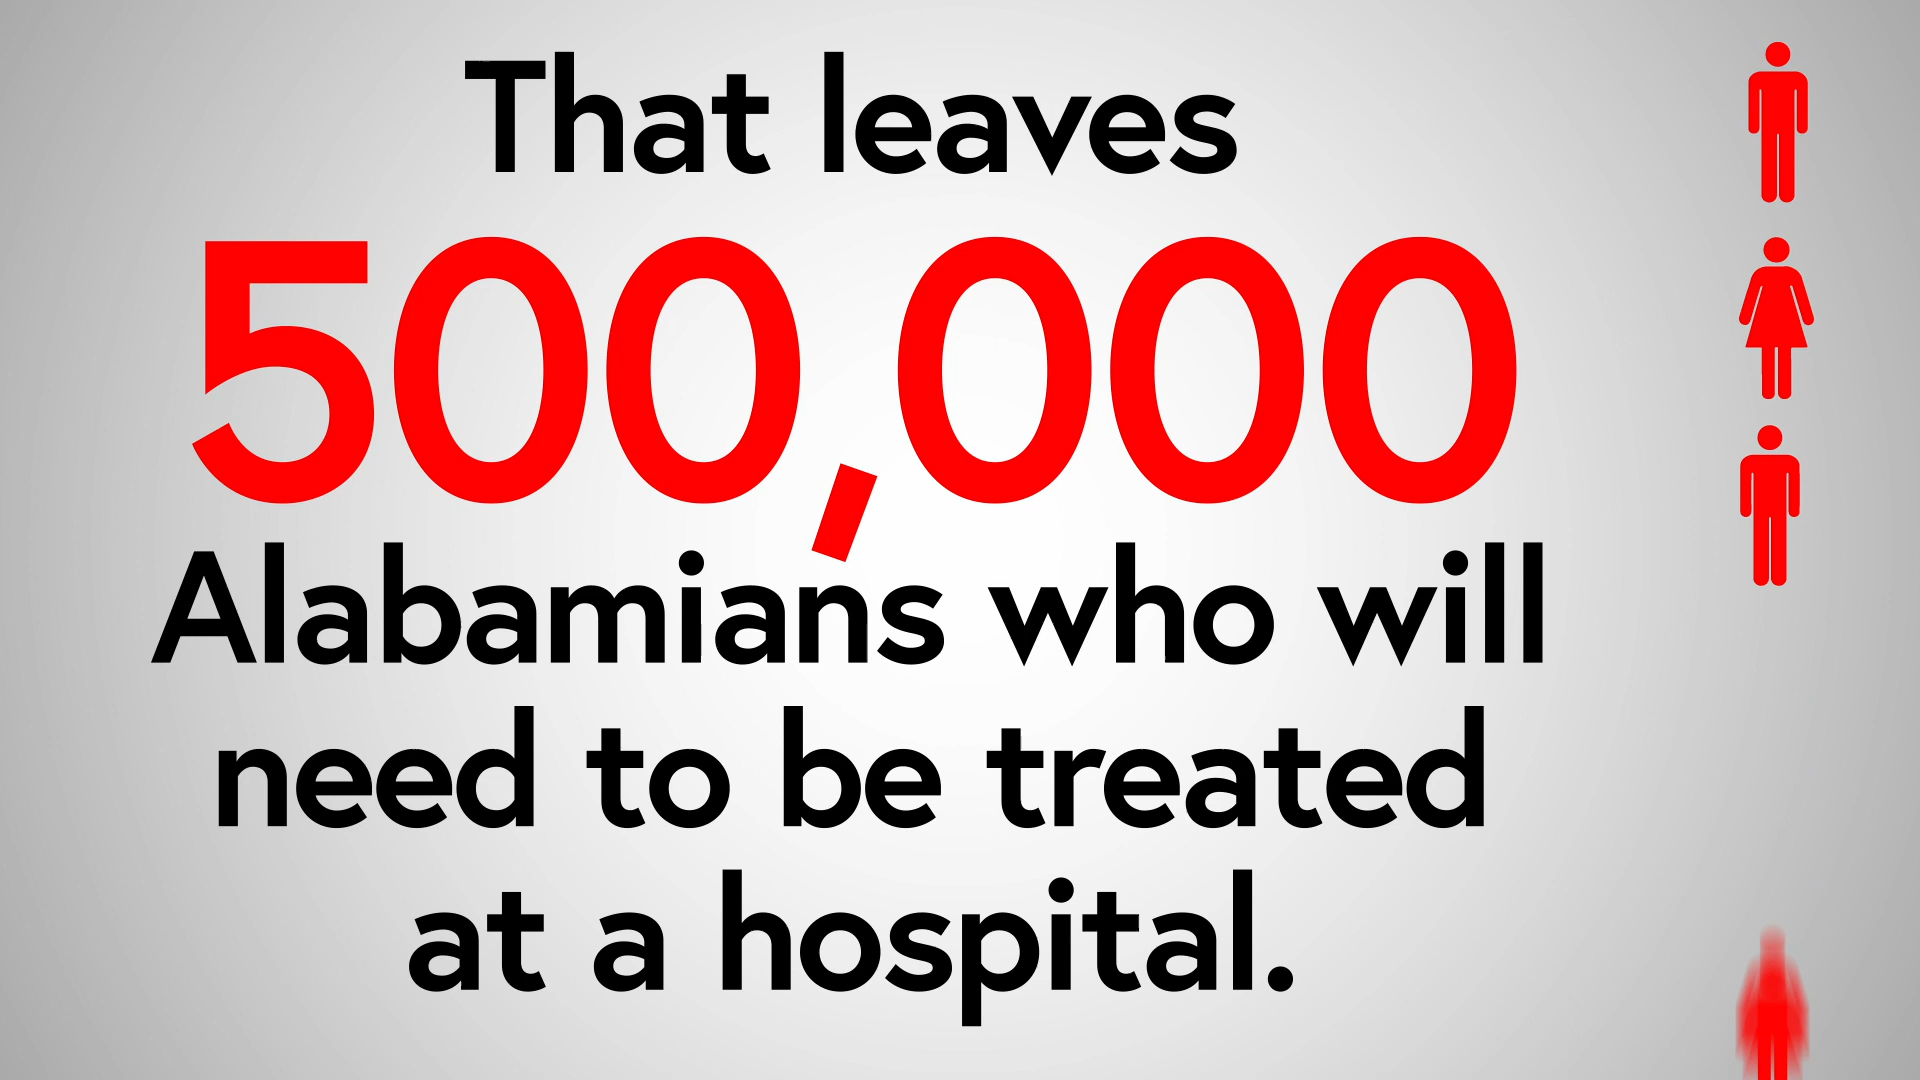 That leaves
500,000
Alabamians who will
need to be treated
at a hospital.